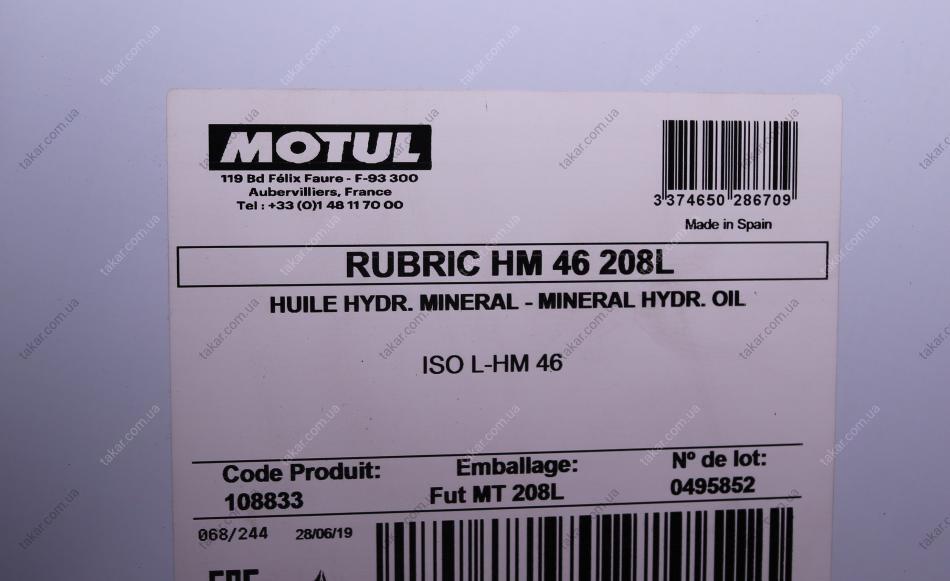 MOTUL
119 Bd Félix Faure - F-93 300
Aubervilliers, France
Tel : +33 (0)1 48 11 70 00
3 374650 286709
Made in Spain
RUBRIC HM 46 208L
HUILE HYDR. MINERAL - MINERAL HYDR. OIL
ISO L-HM 46
Code Produit: Emballage: Nº de lot:
108833 Fut MT 208L 0495852
068/244 28/06/19
takar.com.ua